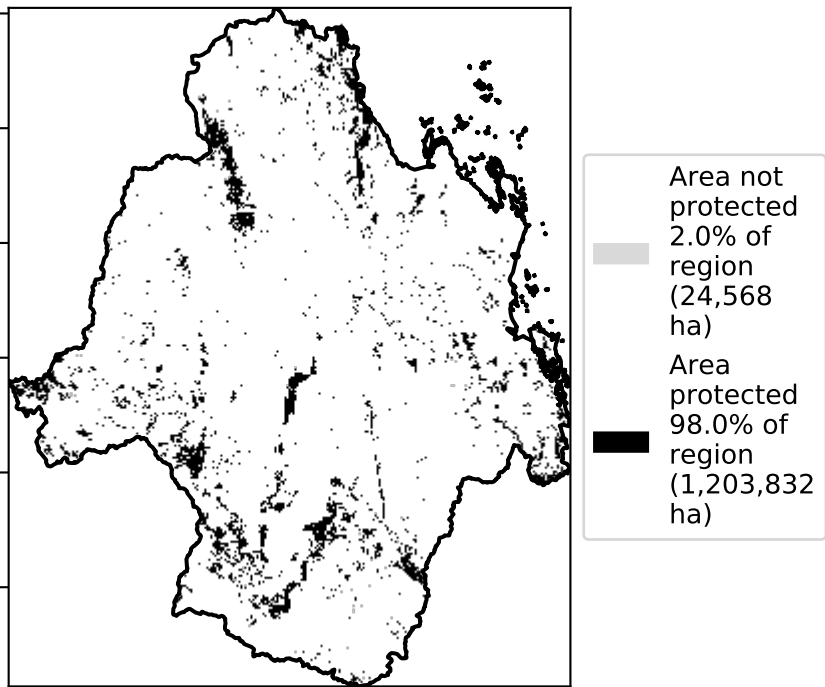 Area not
protected
2.0% of
region
(24,568
ha)
Area
protected
98.0% of
region
(1,203,832
ha)